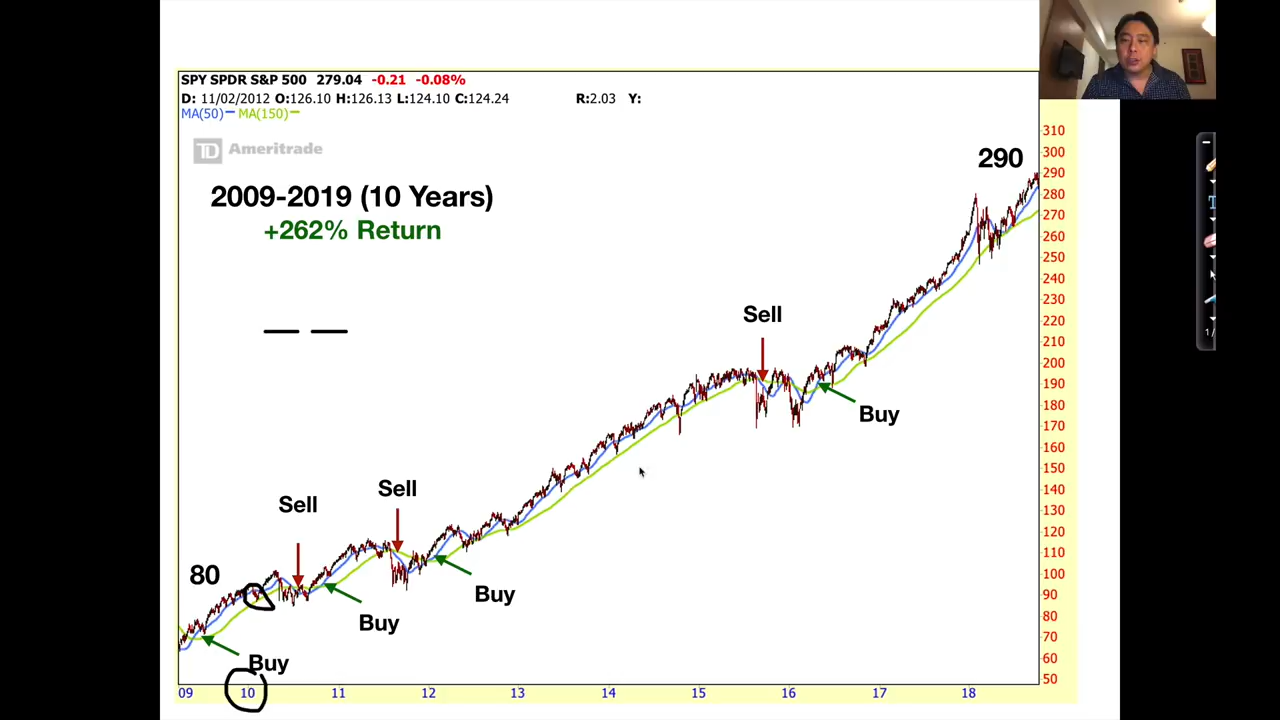 SPY SPDR S&P 500 279.04 -0.21 -0.08%
D: 11/02/2012 O:126.10 H:126.13 L:124.10 C:124.24 R:2.03 Y:
MA(50) MA(150)
TD Ameritrade
2009-2019 (10 Years)
+262% Return
290
310
300
290
280
270
260
250
240
230
220
210
200
190
180
170
160
150
140
130
120
110
100
90
80
70
60
50
Sell
Buy
Sell
Sell
80
Buy
Buy
Buy
09 10 11 12 13 14 15 16 17 18
T
1/